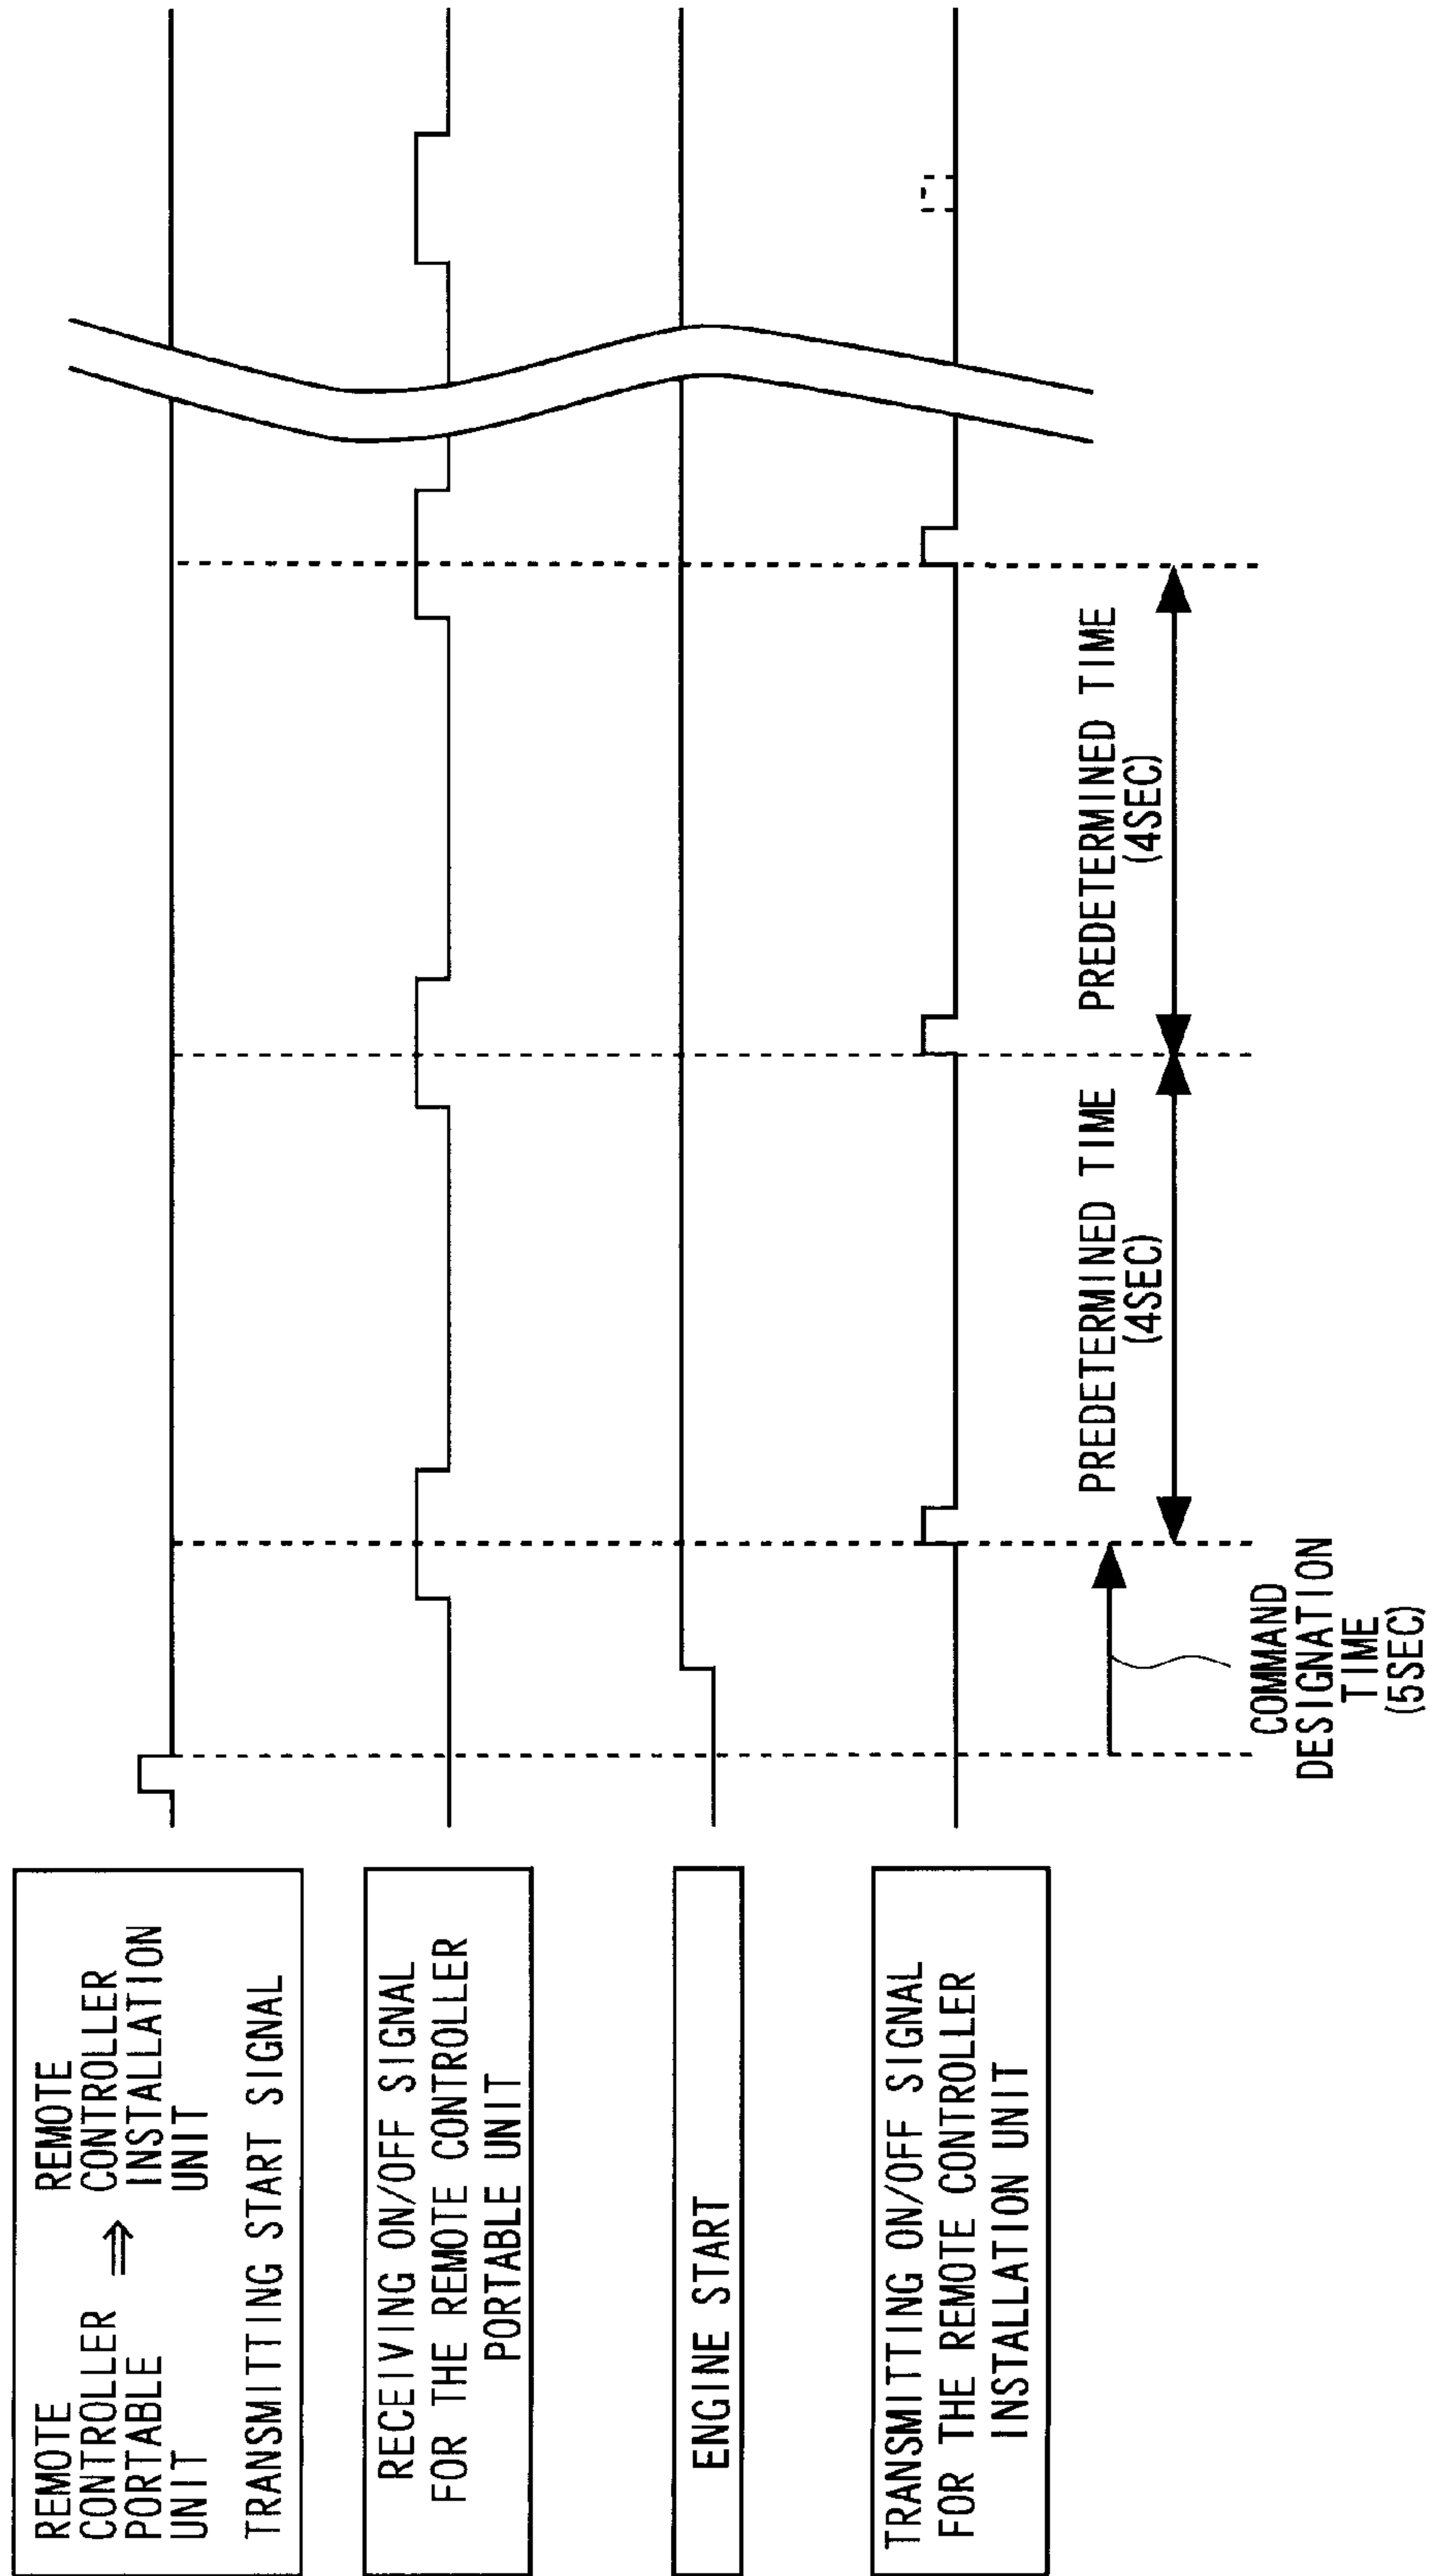 REMOTE
CONTROLLER
PORTABLE
UNIT
⇒
REMOTE
CONTROLLER
INSTALLATION
UNIT
TRANSMITTING START SIGNAL
RECEIVING ON/OFF SIGNAL
FOR THE REMOTE CONTROLLER
PORTABLE UNIT
ENGINE START
TRANSMITTING ON/OFF SIGNAL
FOR THE REMOTE CONTROLLER
INSTALLATION UNIT
PREDETERMINED TIME
(4SEC)
PREDETERMINED TIME
(4SEC)
COMMAND
DESIGNATION
TIME
(5SEC)